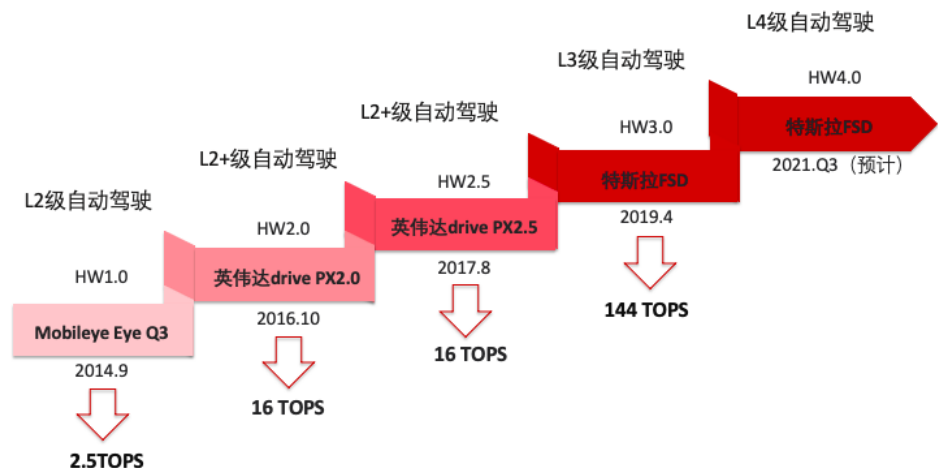 L2级自动驾驶
HW1.0
Mobileye Eye Q3
2014.9
2.5TOPS
L2+级自动驾驶
HW2.0
英伟达drive PX2.0
2016.10
16 TOPS
L2+级自动驾驶
HW2.5
英伟达drive PX2.5
2017.8
16 TOPS
L3级自动驾驶
HW3.0
特斯拉FSD
2019.4
144 TOPS
L4级自动驾驶
HW4.0
特斯拉FSD
2021.Q3（预计）